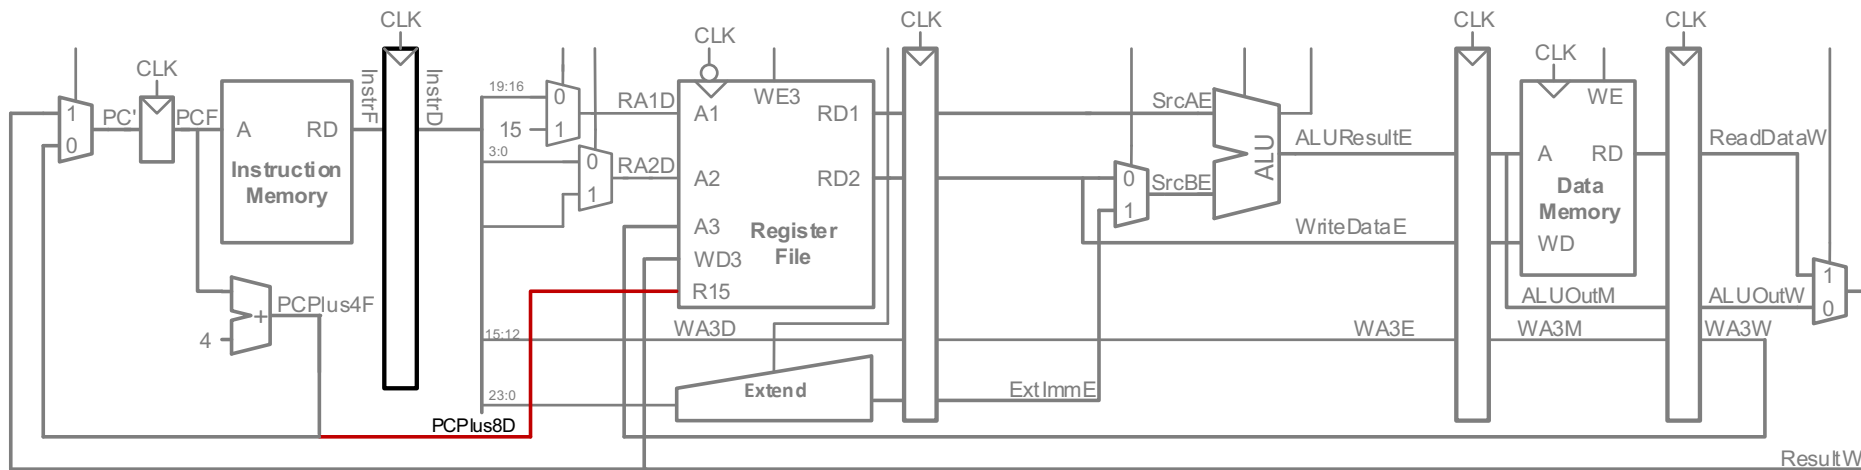 CLK
CLK
CLK
CLK
CLK
CLK
CLK
1
0
PC'
PCF
A
RD
Instruction
Memory
InstrF
InstrD
4
+
PCPlus4F
19:16
15
3:0
0
1
0
1
RA1D
RA2D
A1
A2
A3
WD3
R15
WE3
RD1
RD2
Register
File
15:12
WA3D
23:0
Extend
PCPlus8D
SrcAE
0
1
SrcBE
ALU
ALUResultE
WriteDataE
WA3E
ExtImmE
WE
A
RD
Data
Memory
WD
ALUOutM
WA3M
ReadDataW
ALUOutW
WA3W
1
0
ResultW